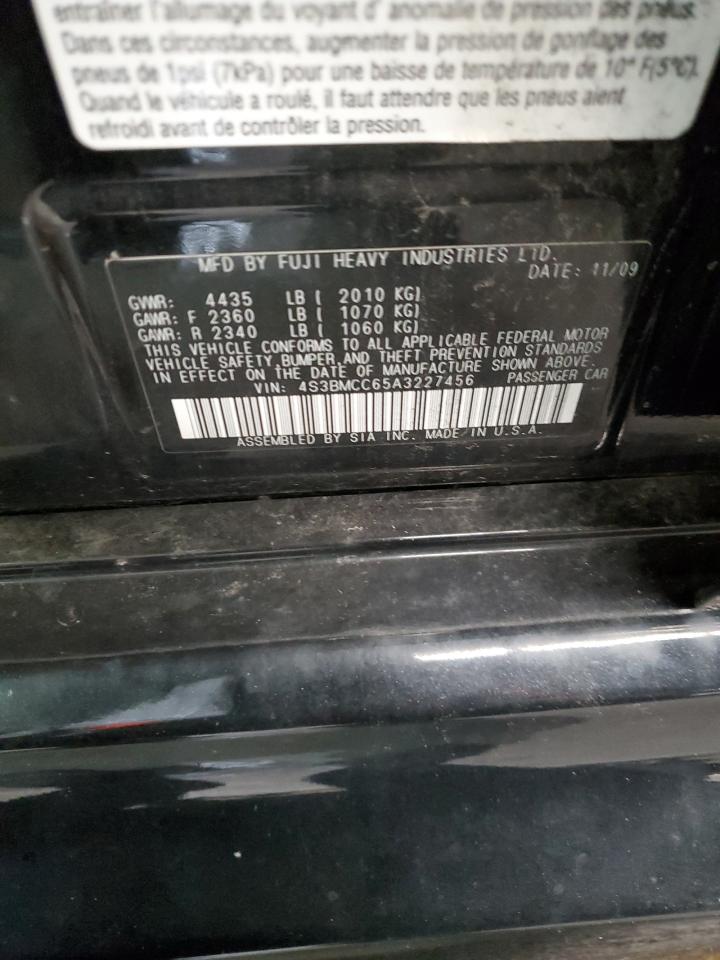 entraîner l'allumage du voyant d' anomalie de pression des pneus.
Dans ces circonstances, augmenter la pression de gonflage des
pneus de 1psi (7kPa) pour une baisse de température de 10° F(5°C).
Quand le véhicule a roulé, il faut attendre que les pneus aient
refroidi avant de contrôler la pression.
MFD BY FUJI HEAVY INDUSTRIES LTD.
DATE: 11/09
GVWR: 4435 LB ( 2010 KG)
GAWR: F 2360 LB ( 1070 KG)
GAWR: R 2340 LB ( 1060 KG)
THIS VEHICLE CONFORMS TO ALL APPLICABLE FEDERAL MOTOR
VEHICLE SAFETY, BUMPER, AND THEFT PREVENTION STANDARDS
IN EFFECT ON THE DATE OF MANUFACTURE SHOWN ABOVE.
VIN: 4S3BMCC65A3227456 PASSENGER CAR
ASSEMBLED BY SIA INC. MADE IN U.S.A.